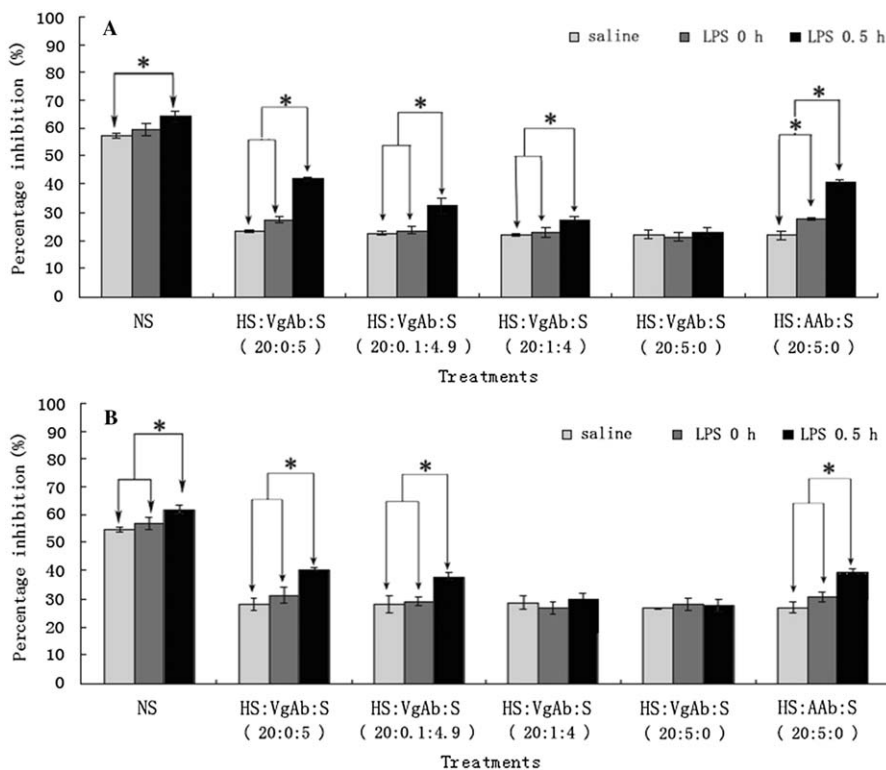 A
saline LPS 0 h LPS 0.5 h
Percentage inhibition (%)
100
90
80
70
60
50
40
30
20
10
0
*
*
*
*
*
*
NS HS:VgAb:S HS:VgAb:S HS:VgAb:S HS:VgAb:S HS:AAb:S
( 20:0:5 ) ( 20:0.1:4.9 ) ( 20:1:4 ) ( 20:5:0 ) ( 20:5:0 )
Treatments
B
saline LPS 0 h LPS 0.5 h
Percentage inhibition (%)
100
90
80
70
60
50
40
30
20
10
0
*
*
*
*
NS HS:VgAb:S HS:VgAb:S HS:VgAb:S HS:VgAb:S HS:AAb:S
( 20:0:5 ) ( 20:0.1:4.9 ) ( 20:1:4 ) ( 20:5:0 ) ( 20:5:0 )
Treatments